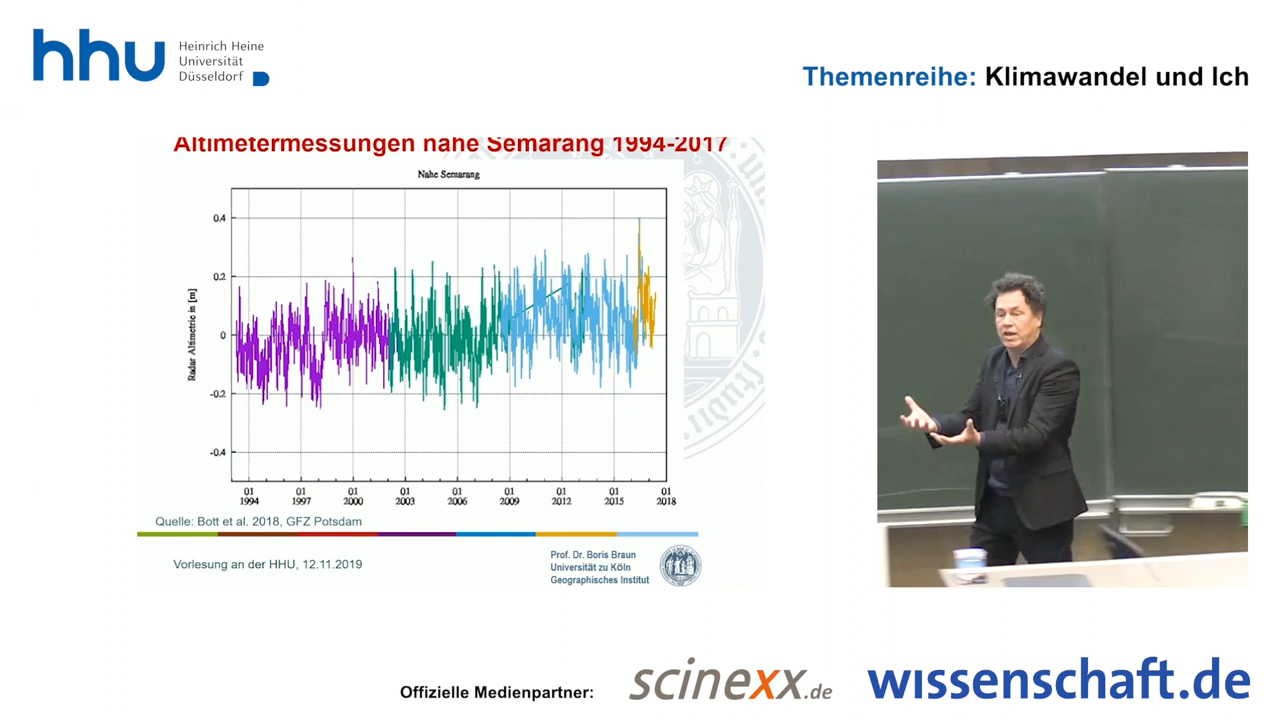 hhu
Heinrich Heine
Universität
Düsseldorf
Themenreihe: Klimawandel und Ich
Altimetermessungen nahe Semarang 1994-2017
Nahe Semarang
Radar Altimetrie in [m]
0.4
0.2
0
-0.2
-0.4
01 01 01 01 01 01 01 01 01
1994 1997 2000 2003 2006 2009 2012 2015 2018
Quelle: Bott et al. 2018, GFZ Potsdam
Vorlesung an der HHU, 12.11.2019
Prof. Dr. Boris Braun
Universität zu Köln
Geographisches Institut
Offizielle Medienpartner:
scinexx.de
wissenschaft.de